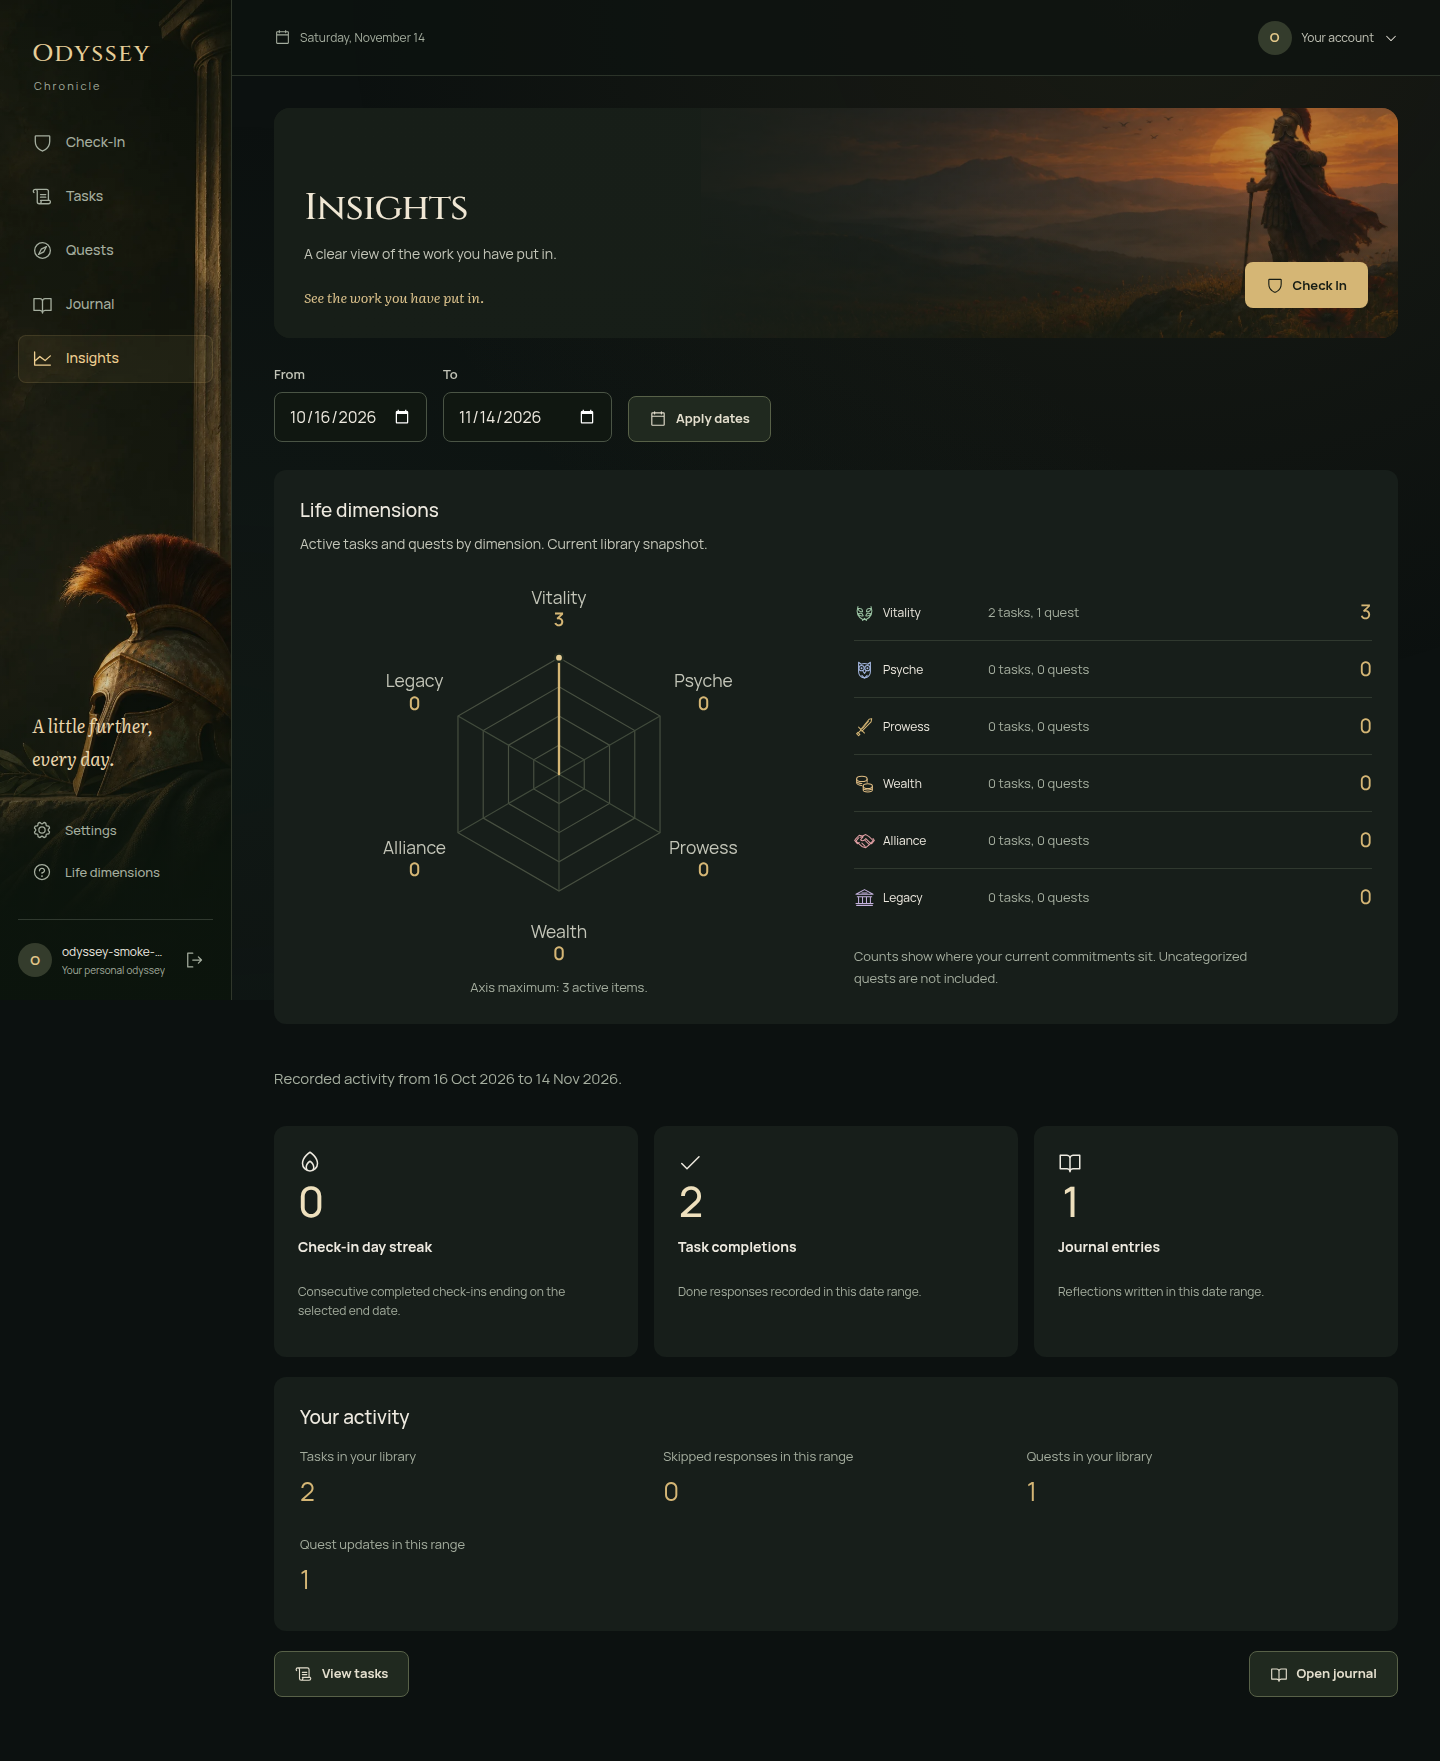 Odyssey
Chronicle
Check-In
Tasks
Quests
Journal
Insights
A little further,
every day.
Settings
Life dimensions
O
odyssey-smoke-...
Your personal odyssey
Saturday, November 14
O
Your account
Insights
A clear view of the work you have put in.
See the work you have put in.
Check In
From
To
10/16/2026
11/14/2026
Apply dates
Life dimensions
Active tasks and quests by dimension. Current library snapshot.
Vitality
3
Legacy
0
Psyche
0
Alliance
0
Prowess
0
Wealth
0
Axis maximum: 3 active items.
Vitality 2 tasks, 1 quest 3
Psyche 0 tasks, 0 quests 0
Prowess 0 tasks, 0 quests 0
Wealth 0 tasks, 0 quests 0
Alliance 0 tasks, 0 quests 0
Legacy 0 tasks, 0 quests 0
Counts show where your current commitments sit. Uncategorized
quests are not included.
Recorded activity from 16 Oct 2026 to 14 Nov 2026.
0
Check-in day streak
Consecutive completed check-ins ending on the
selected end date.
2
Task completions
Done responses recorded in this date range.
1
Journal entries
Reflections written in this date range.
Your activity
Tasks in your library
2
Skipped responses in this range
0
Quests in your library
1
Quest updates in this range
1
View tasks
Open journal